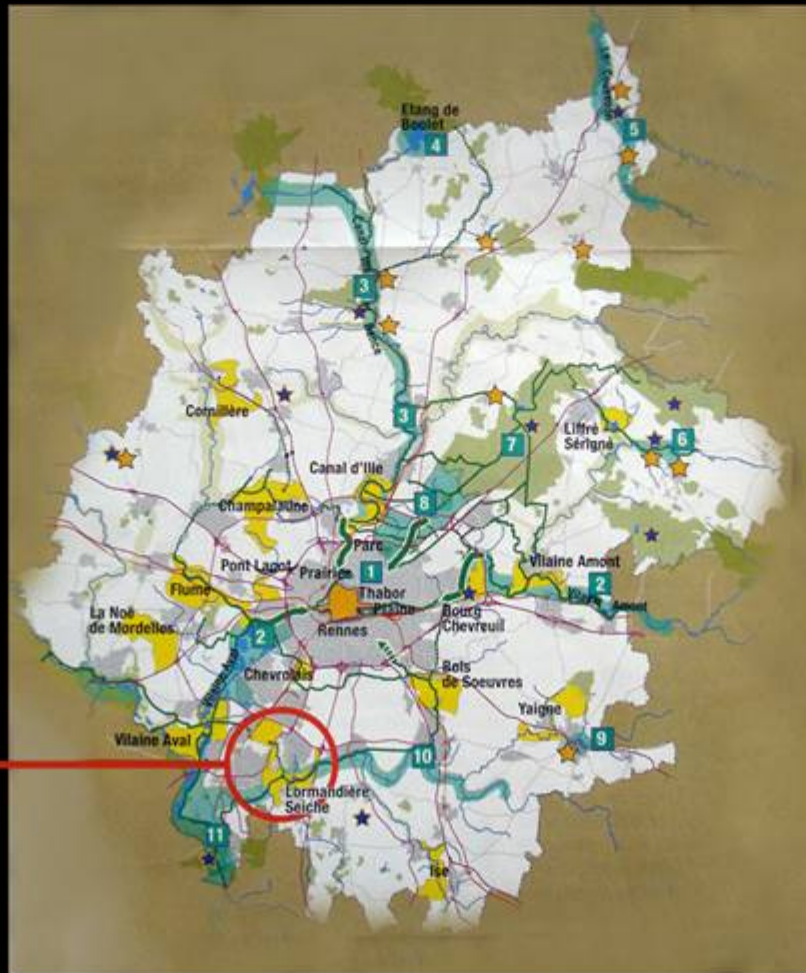 Etang de
Boulet
4
5
3
3
Cornillère
Liffré
Sérigné
6
7
Canal d'Ille
8
Champalaune
Parc
Pont Lagot
Prairies
1
Vilaine Amont
2
Flume
Thabor
Bourg
Chevreuil
La Noë
de Mordelles
Rennes
2
Chevrolais
Bois
de Soeuvres
Yaigne
9
Vilaine Aval
10
Lormandière
Seiche
11
Ise